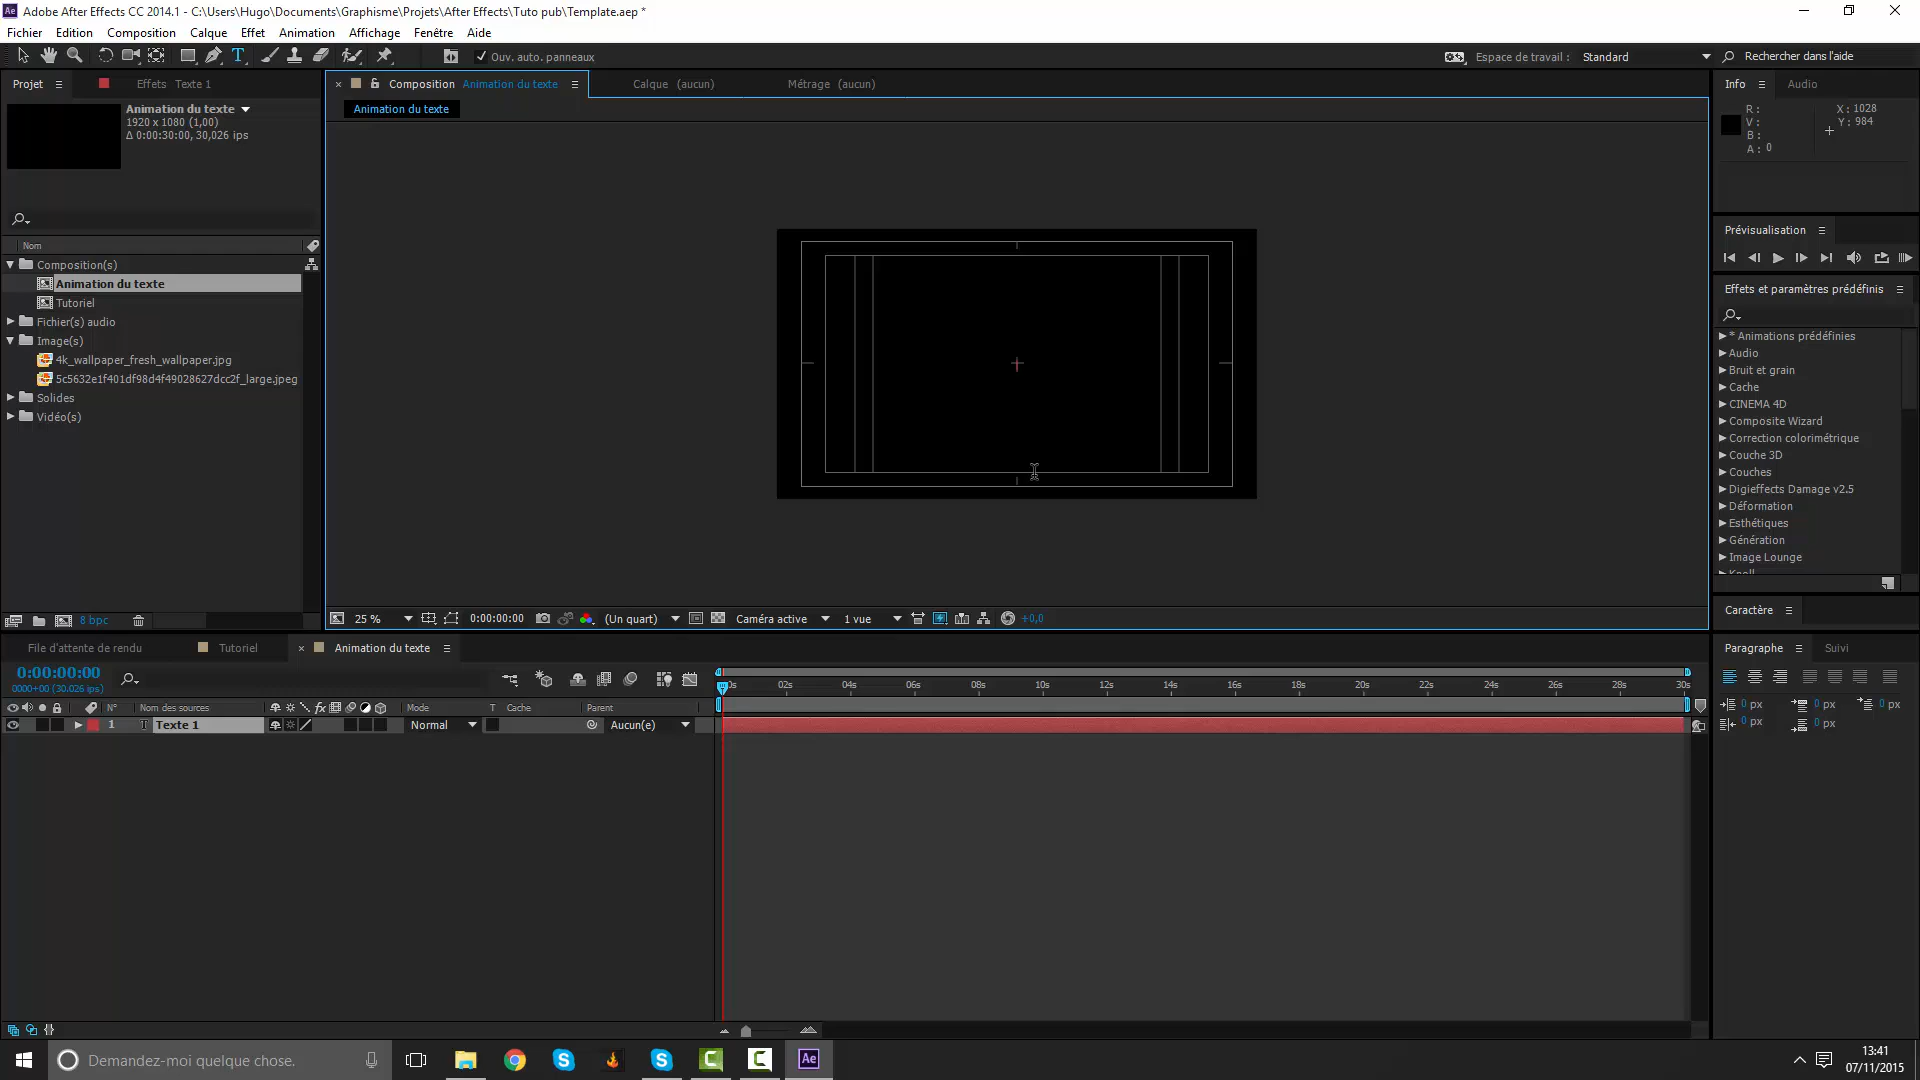 Adobe After Effects CC 2014.1 - C:\Users\Hugo\Documents\Graphisme\Projets\After Effects\Tuto pub\Template.aep *
Fichier Edition Composition Calque Effet Animation Affichage Fenêtre Aide
Ouv. auto. panneaux
Espace de travail : Standard
Rechercher dans l'aide
Projet
Effets Texte 1
Composition Animation du texte
Calque (aucun)
Métrage (aucun)
Info
Audio
Animation du texte
1920 x 1080 (1,00)
Δ 0:00:30:00, 30,026 ips
Animation du texte
R :
V :
B :
A : 0
X : 1028
Y : 984
Nom
Composition(s)
Animation du texte
Tutoriel
Fichier(s) audio
Image(s)
4k_wallpaper_fresh_wallpaper.jpg
5c5632e1f401df98d4f49028627dcc2f_large.jpeg
Solides
Vidéo(s)
8 bpc
Prévisualisation
Effets et paramètres prédéfinis
* Animations prédéfinies
Audio
Bruit et grain
Cache
CINEMA 4D
Composite Wizard
Correction colorimétrique
Couche 3D
Couches
Digieffects Damage v2.5
Déformation
Esthétiques
Génération
Image Lounge
Knoll
25 %
0:00:00:00
(Un quart)
Caméra active
1 vue
+0,0
Caractère
Paragraphe
Suivi
0 px 0 px 0 px
0 px 0 px
File d'attente de rendu
Tutoriel
Animation du texte
0:00:00:00
0000+00 (30.026 ips)
0s 02s 04s 06s 08s 10s 12s 14s 16s 18s 20s 22s 24s 26s 28s 30s
N° Nom des sources fx Mode T Cache Parent
1 T Texte 1 Normal Aucun(e)
Demandez-moi quelque chose.
Ae
13:41
07/11/2015